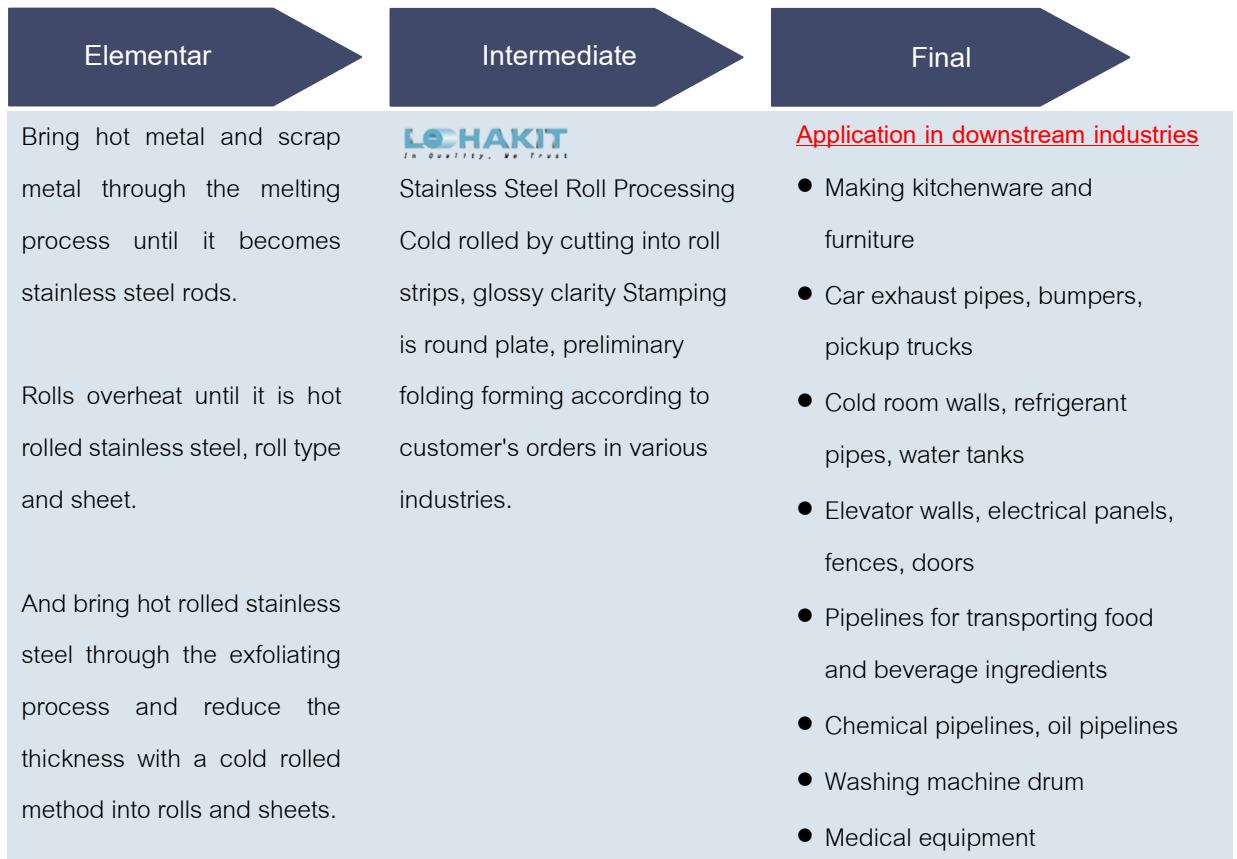 Elementar
Intermediate
Final
Bring hot metal and scrap
metal through the melting
process until it becomes
stainless steel rods.
Rolls overheat until it is hot
rolled stainless steel, roll type
and sheet.
And bring hot rolled stainless
steel through the exfoliating
process and reduce the
thickness with a cold rolled
method into rolls and sheets.
LOHAKIT
In Quality, We Trust
Stainless Steel Roll Processing
Cold rolled by cutting into roll
strips, glossy clarity Stamping
is round plate, preliminary
folding forming according to
customer's orders in various
industries.
Application in downstream industries
● Making kitchenware and
furniture
● Car exhaust pipes, bumpers,
pickup trucks
● Cold room walls, refrigerant
pipes, water tanks
● Elevator walls, electrical panels,
fences, doors
● Pipelines for transporting food
and beverage ingredients
● Chemical pipelines, oil pipelines
● Washing machine drum
● Medical equipment